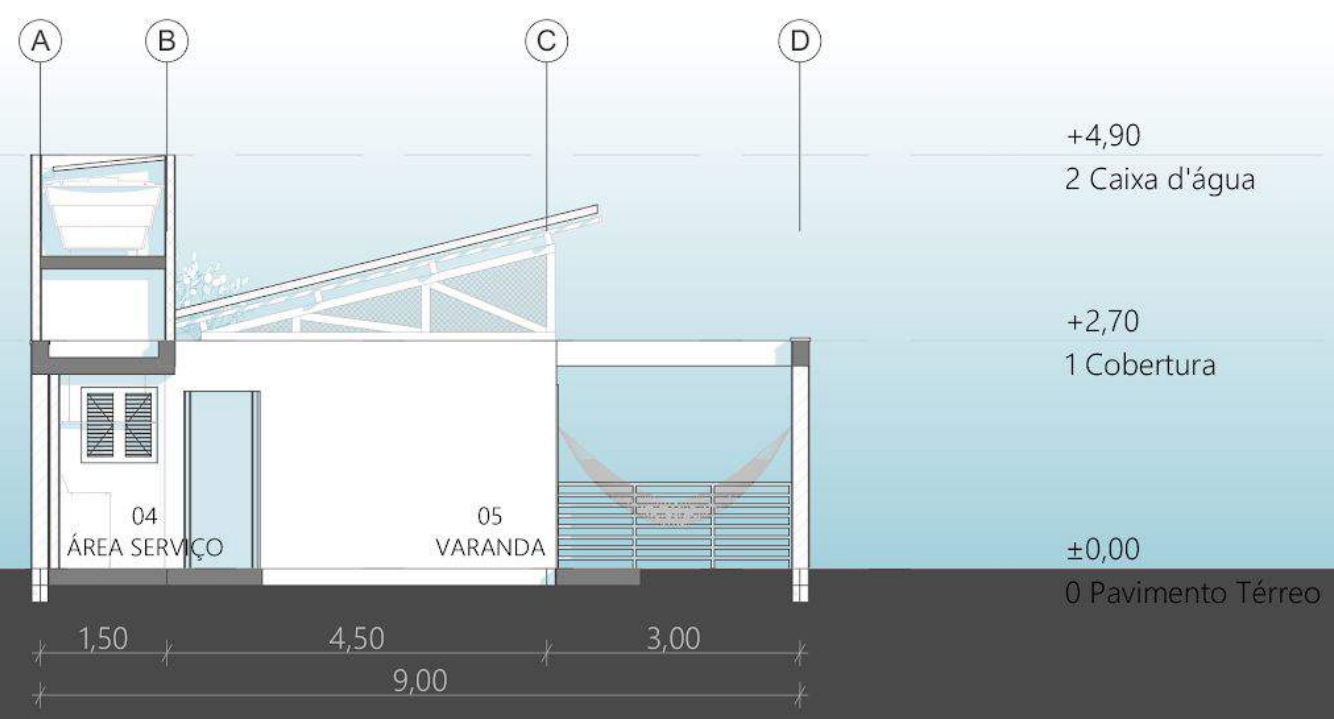 A
B
C
D
+4,90
2 Caixa d'água
+2,70
1 Cobertura
04
ÁREA SERVIÇO
05
VARANDA
±0,00
0 Pavimento Térreo
1,50
4,50
3,00
9,00